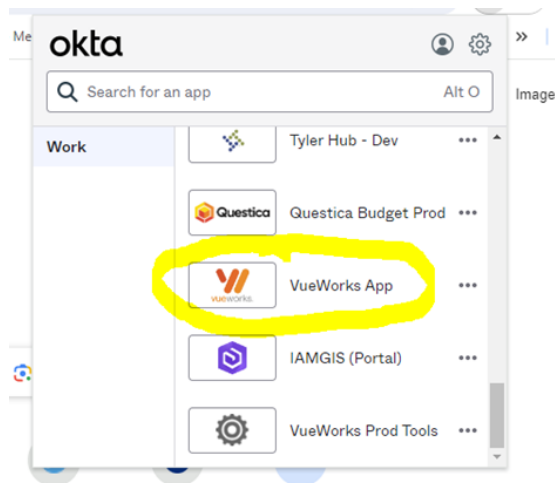 Me
okta
»
Search for an app
Alt O
Image
Work
Tyler Hub - Dev
Questica
Questica Budget Prod
vueworks.
VueWorks App
IAMGIS (Portal)
VueWorks Prod Tools